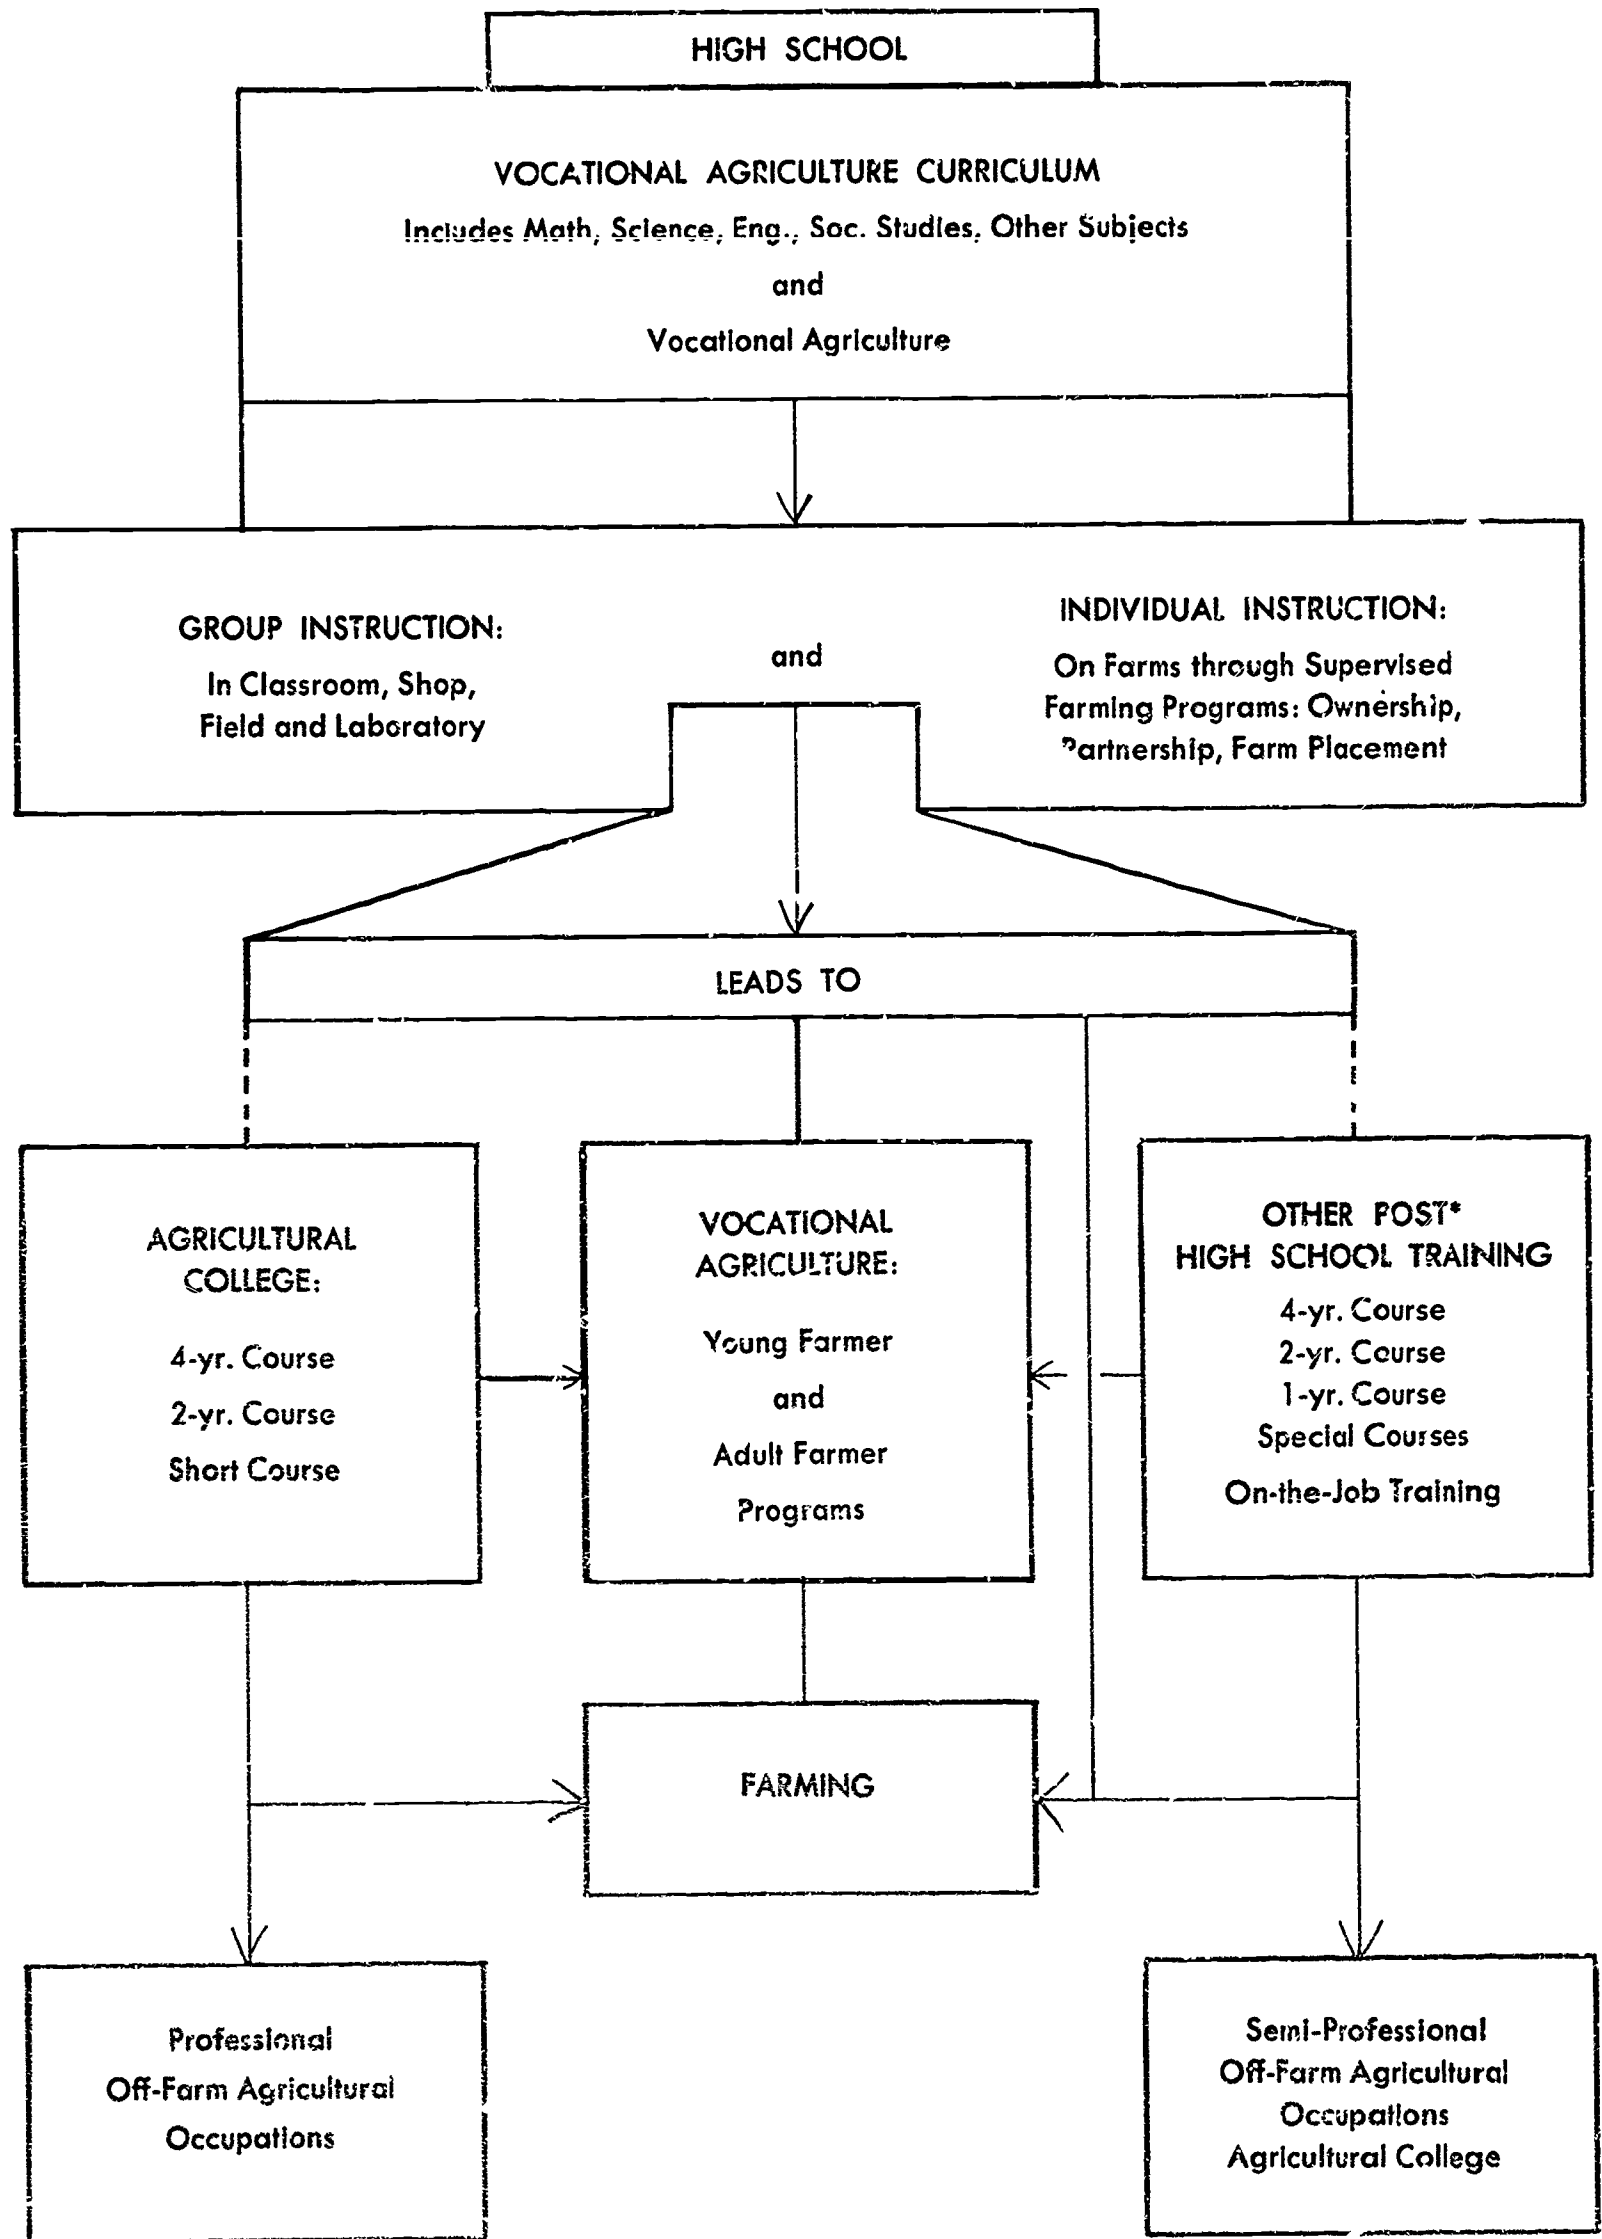 HIGH SCHOOL
VOCATIONAL AGRICULTURE CURRICULUM
Includes Math, Science, Eng., Soc. Studies, Other Subjects
and
Vocational Agriculture
GROUP INSTRUCTION:
In Classroom, Shop,
Field and Laboratory
and
INDIVIDUAL INSTRUCTION:
On Farms through Supervised
Farming Programs: Ownership,
Partnership, Farm Placement
LEADS TO
AGRICULTURAL
COLLEGE:
4-yr. Course
2-yr. Course
Short Course
VOCATIONAL
AGRICULTURE:
Young Farmer
and
Adult Farmer
Programs
OTHER POST*
HIGH SCHOOL TRAINING
4-yr. Course
2-yr. Course
1-yr. Course
Special Courses
On-the-Job Training
FARMING
Professional
Off-Farm Agricultural
Occupations
Semi-Professional
Off-Farm Agricultural
Occupations
Agricultural College